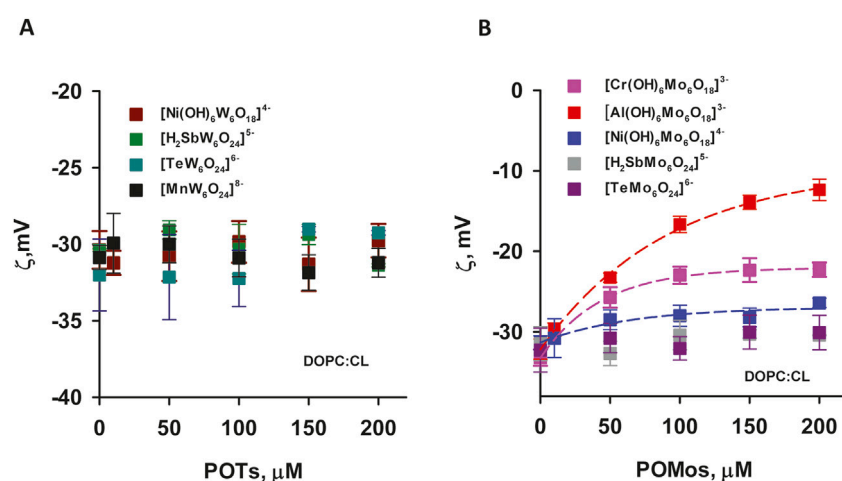 A
-20
[Ni(OH)₆W₆O₁₈]⁴⁻
[H₂SbW₆O₂₄]⁵⁻
[TeW₆O₂₄]⁶⁻
[MnW₆O₂₄]⁸⁻
-25
ζ,mV
-30
-35
DOPC:CL
-40
0 50 100 150 200
POTs, μM
B
0
[Cr(OH)₆Mo₆O₁₈]³⁻
[Al(OH)₆Mo₆O₁₈]³⁻
[Ni(OH)₆Mo₆O₁₈]⁴⁻
[H₂SbMo₆O₂₄]⁵⁻
[TeMo₆O₂₄]⁶⁻
-10
ζ, mV
-20
-30
DOPC:CL
0 50 100 150 200
POMos, μM